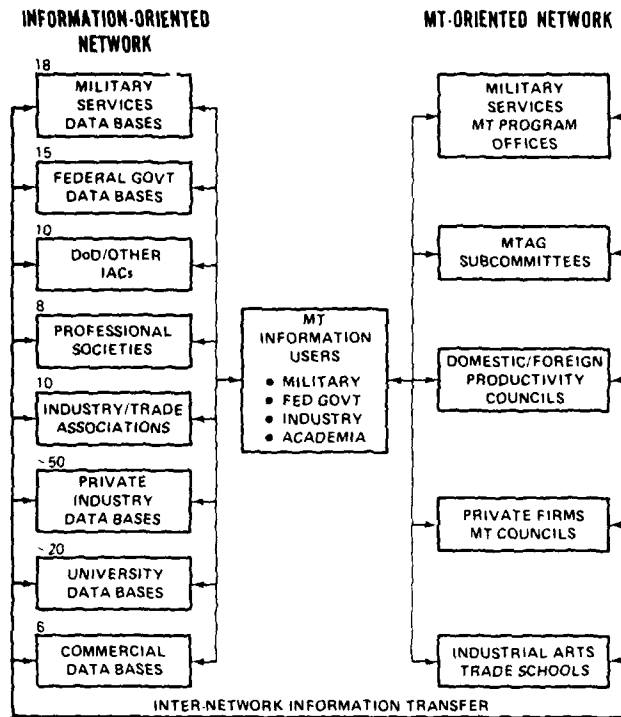 INFORMATION-ORIENTED
NETWORK
18
MILITARY
SERVICES
DATA BASES
15
FEDERAL GOVT
DATA BASES
10
DoD/OTHER
IACs
8
PROFESSIONAL
SOCIETIES
10
INDUSTRY/TRADE
ASSOCIATIONS
~50
PRIVATE
INDUSTRY
DATA BASES
~20
UNIVERSITY
DATA BASES
6
COMMERCIAL
DATA BASES
MT
INFORMATION
USERS
• MILITARY
• FED GOVT
• INDUSTRY
• ACADEMIA
MT-ORIENTED NETWORK
MILITARY
SERVICES
MT PROGRAM
OFFICES
MTAG
SUBCOMMITTEES
DOMESTIC/FOREIGN
PRODUCTIVITY
COUNCILS
PRIVATE FIRMS
MT COUNCILS
INDUSTRIAL ARTS
TRADE SCHOOLS
INTER-NETWORK INFORMATION TRANSFER